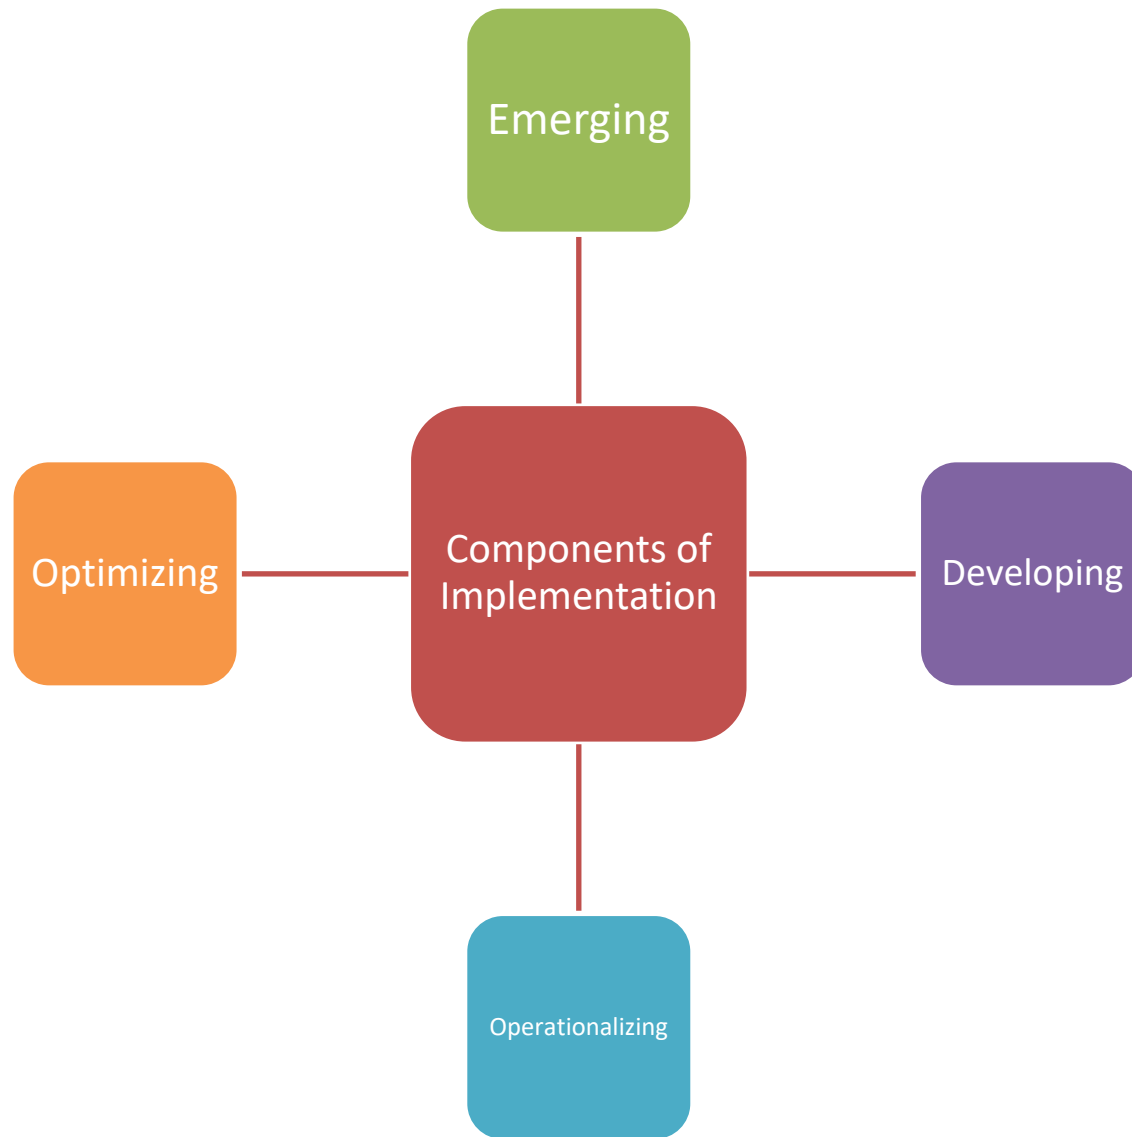 Emerging
Optimizing
Components of
Implementation
Developing
Operationalizing